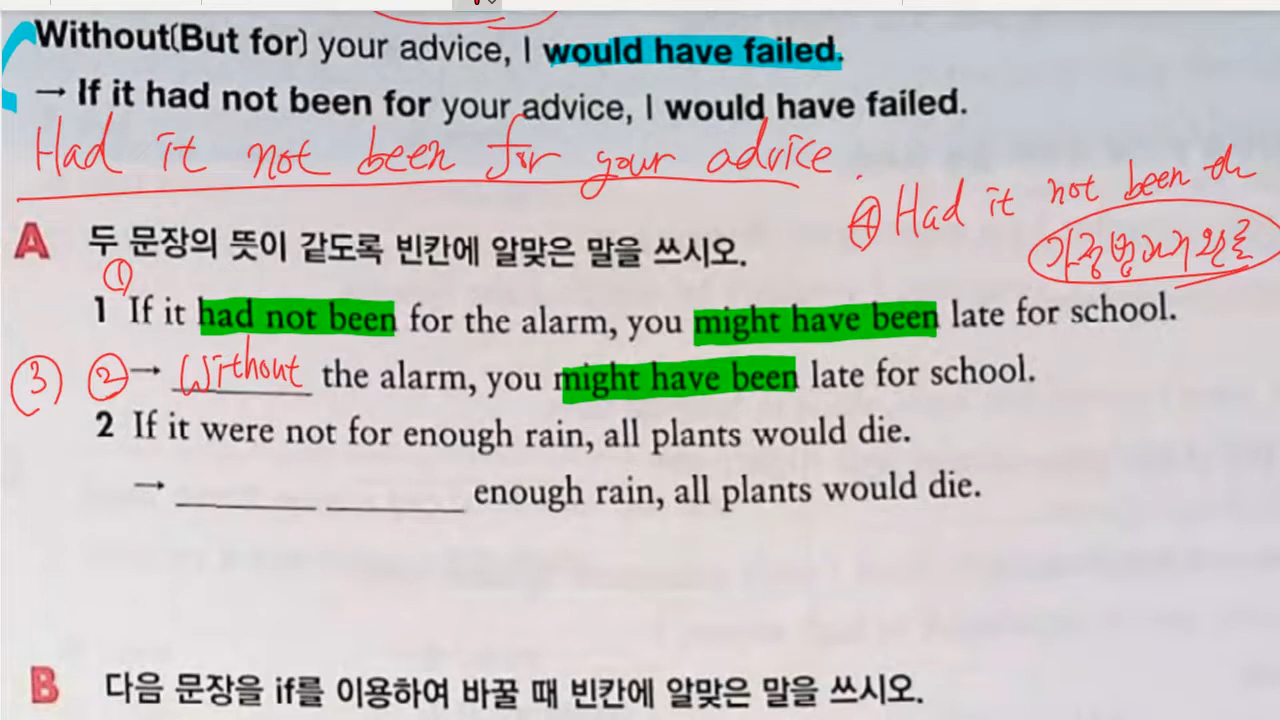 Without(But for) your advice, I would have failed.
→ If it had not been for your advice, I would have failed.
Had it not been for your advice.
④ Had it not been the
가정법과거완료
A 두 문장의 뜻이 같도록 빈칸에 알맞은 말을 쓰시오.
①
1 If it had not been for the alarm, you might have been late for school.
③ ② → Without the alarm, you might have been late for school.
2 If it were not for enough rain, all plants would die.
→ ______ ______ enough rain, all plants would die.
B 다음 문장을 if를 이용하여 바꿀 때 빈칸에 알맞은 말을 쓰시오.